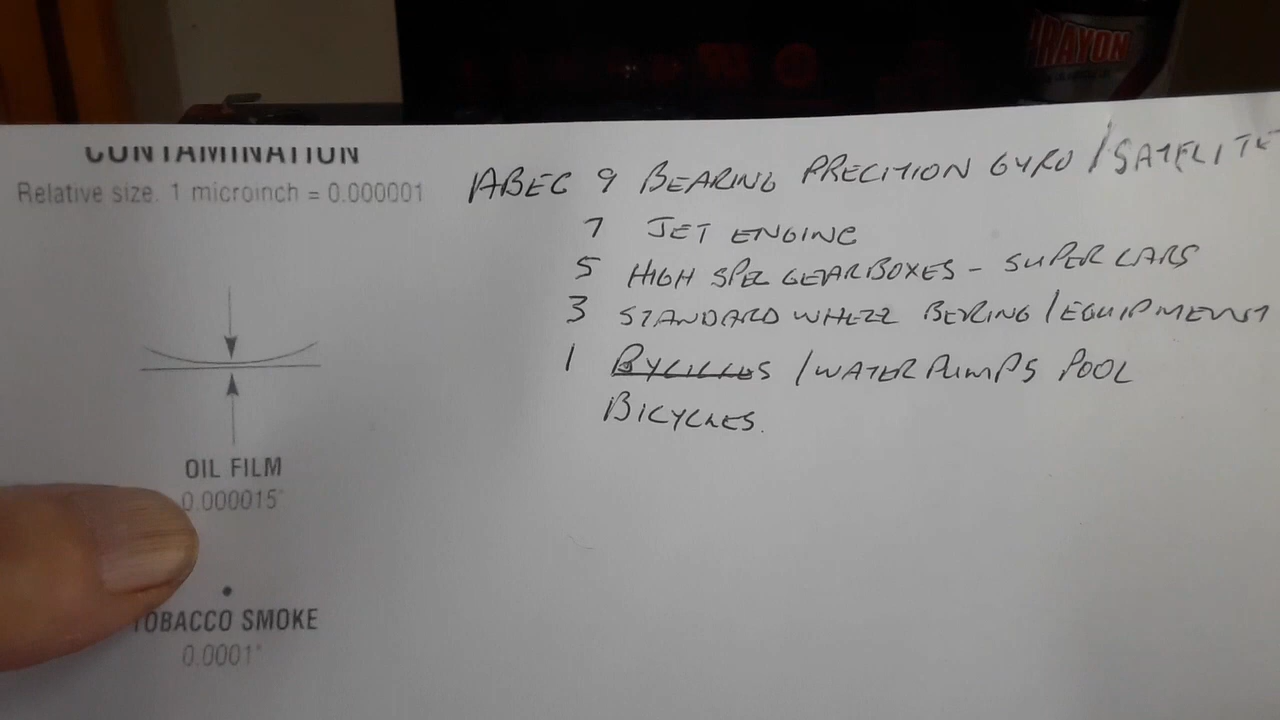 CONTAMINATION
Relative size. 1 microinch = 0.000001
OIL FILM
0.000015"
TOBACCO SMOKE
0.0001"
ABEC 9 BEARING PRECITION GYRO / SATELITE
7 JET ENGINE
5 HIGH SPEC GEARBOXES - SUPER CARS
3 STANDARD WHEEL BERING / EQUIPMENT
1 BYCICLES / WATER PUMPS POOL
BICYCLES.
ARAYON